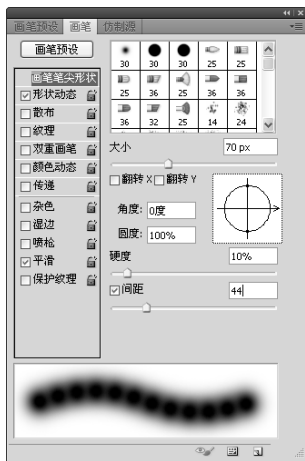 画笔预设 画笔 仿制源
画笔预设
30 30 30 25 25
画笔笔尖形状
25 36 25 36 36
形状动态
散布
36 32 25 14 24
纹理
双重画笔
大小 70 px
颜色动态
翻转 X 翻转 Y
传递
杂色
角度: 0度
湿边
圆度: 100%
喷枪
平滑
硬度 10%
保护纹理
间距 44